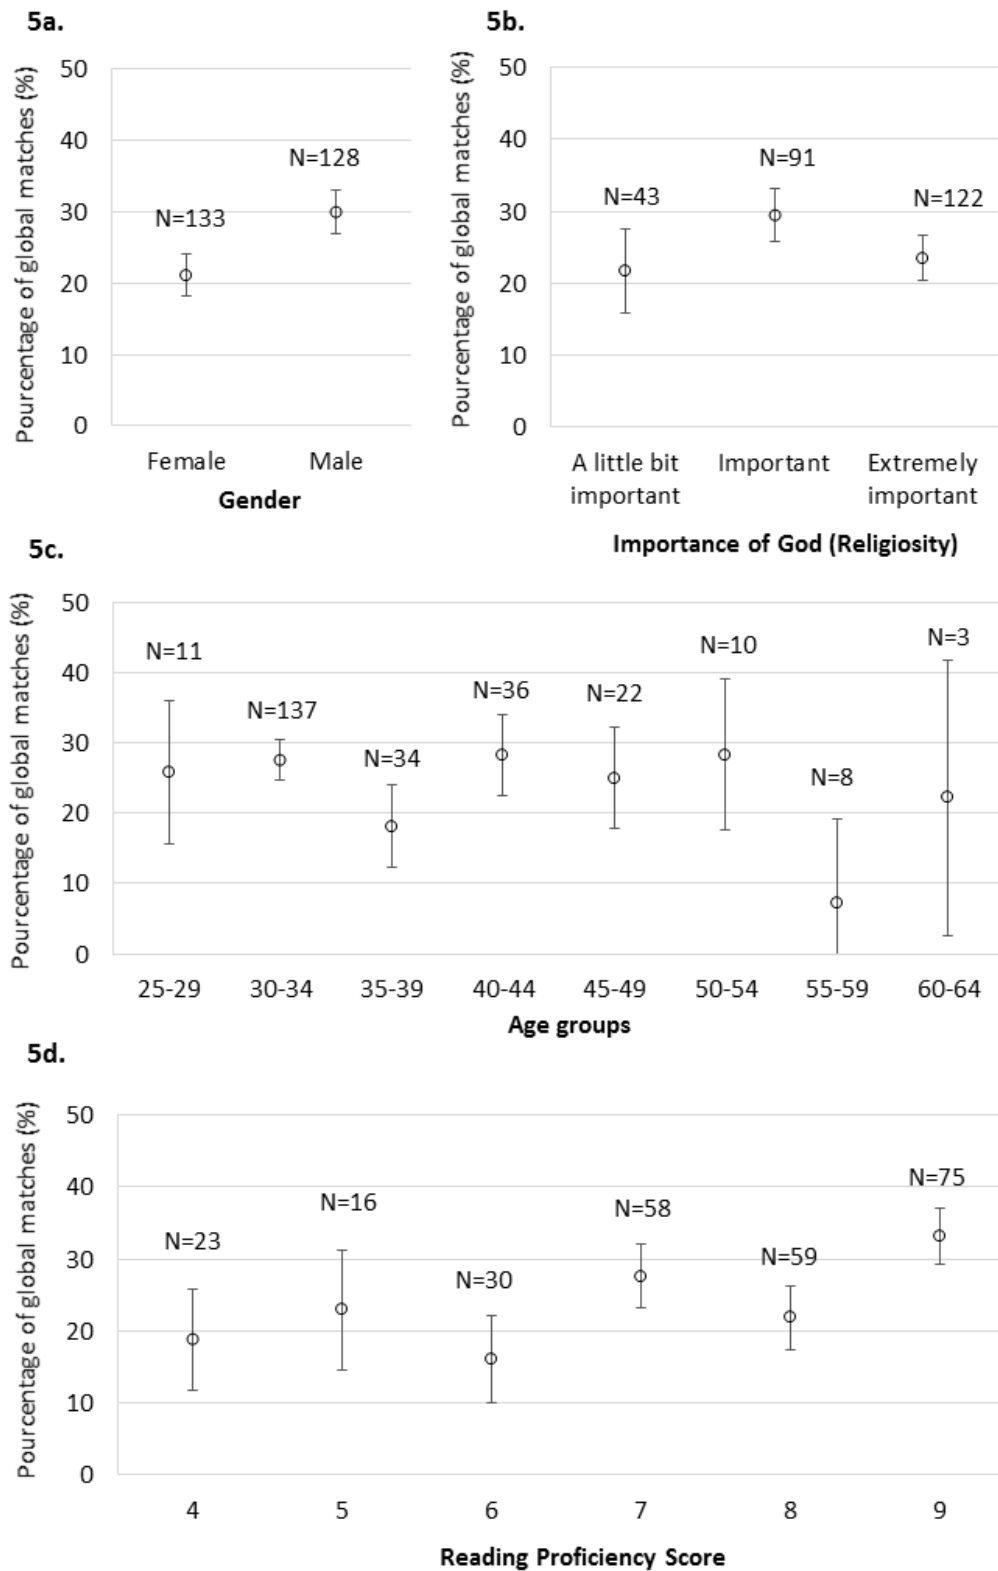 5a.
5b.
Pourcentage of global matches (%)
50
40
30
20
10
0
N=133
N=128
Female
Male
Gender
Pourcentage of global matches (%)
50
40
30
20
10
0
N=43
N=91
N=122
A little bit
important
Important
Extremely
important
Importance of God (Religiosity)
5c.
Pourcentage of global matches (%)
50
40
30
20
10
0
N=11
N=137
N=34
N=36
N=22
N=10
N=8
N=3
25-29
30-34
35-39
40-44
45-49
50-54
55-59
60-64
Age groups
5d.
Pourcentage of global matches (%)
50
40
30
20
10
0
N=23
N=16
N=30
N=58
N=59
N=75
4
5
6
7
8
9
Reading Proficiency Score